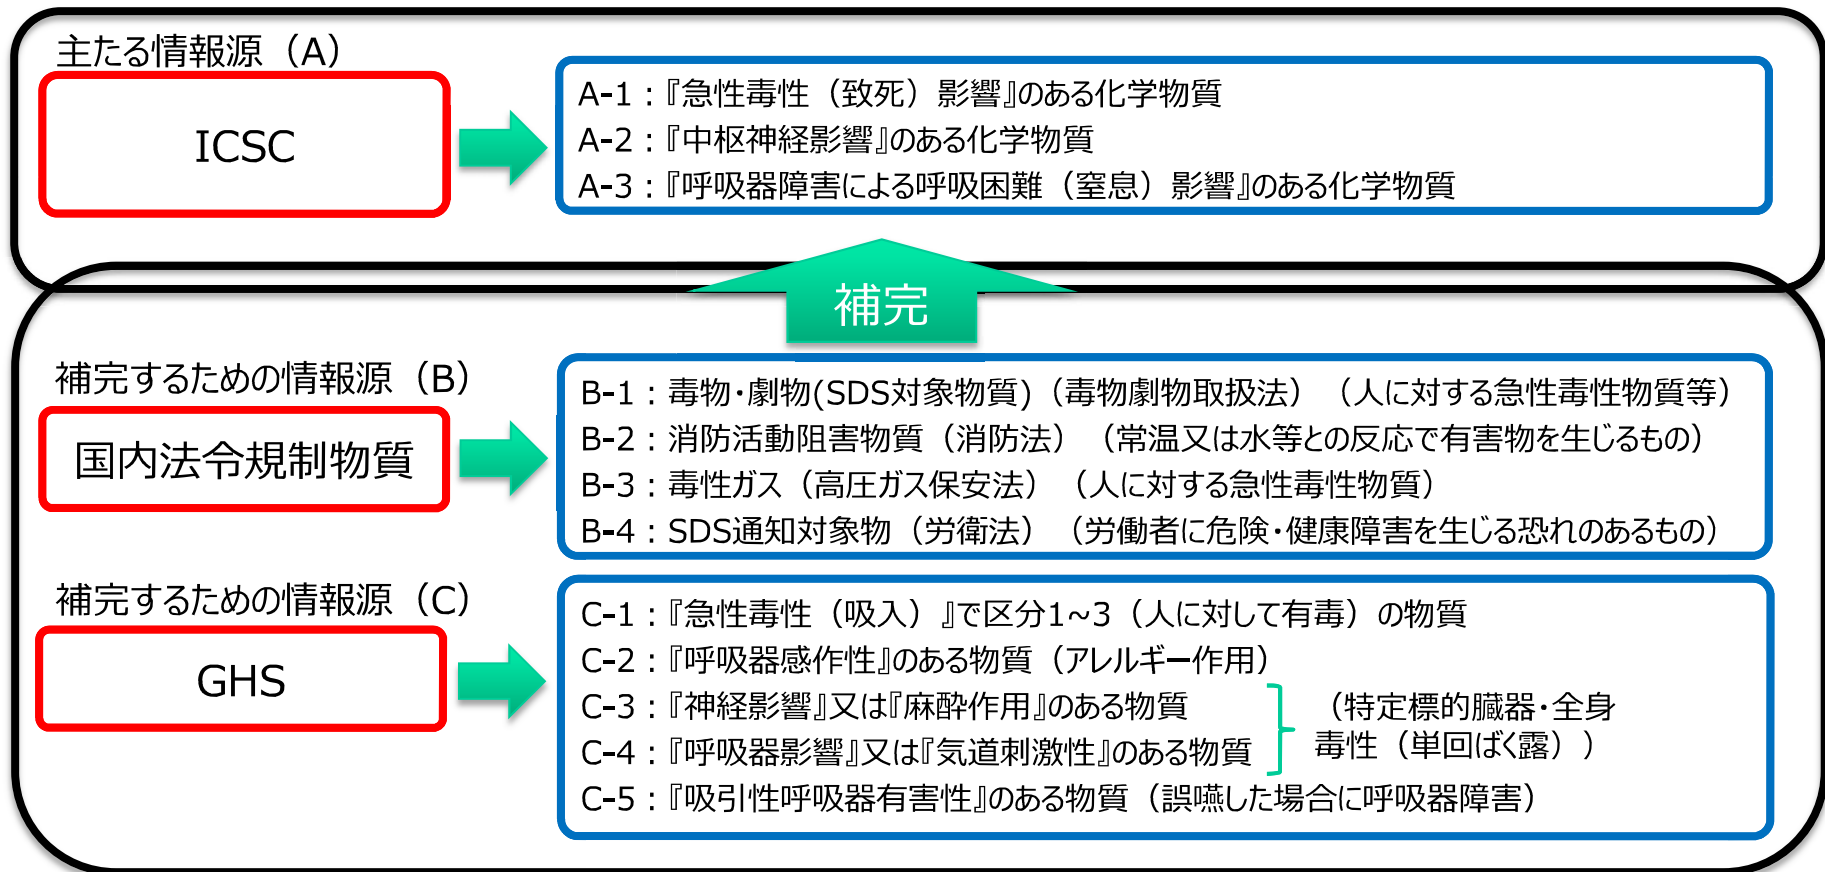 主たる情報源（A）
ICSC
A-1：『急性毒性（致死）影響』のある化学物質
A-2：『中枢神経影響』のある化学物質
A-3：『呼吸器障害による呼吸困難（窒息）影響』のある化学物質
補完
補完するための情報源（B）
国内法令規制物質
B-1：毒物・劇物(SDS対象物質)（毒物劇物取扱法）（人に対する急性毒性物質等）
B-2：消防活動阻害物質（消防法）（常温又は水等との反応で有害物を生じるもの）
B-3：毒性ガス（高圧ガス保安法）（人に対する急性毒性物質）
B-4：SDS通知対象物（労衛法）（労働者に危険・健康障害を生じる恐れのあるもの）
補完するための情報源（C）
GHS
C-1：『急性毒性（吸入）』で区分1~3（人に対して有毒）の物質
C-2：『呼吸器感作性』のある物質（アレルギー作用）
C-3：『神経影響』又は『麻酔作用』のある物質
C-4：『呼吸器影響』又は『気道刺激性』のある物質
（特定標的臓器・全身
毒性（単回ばく露））
C-5：『吸引性呼吸器有害性』のある物質（誤嚥した場合に呼吸器障害）